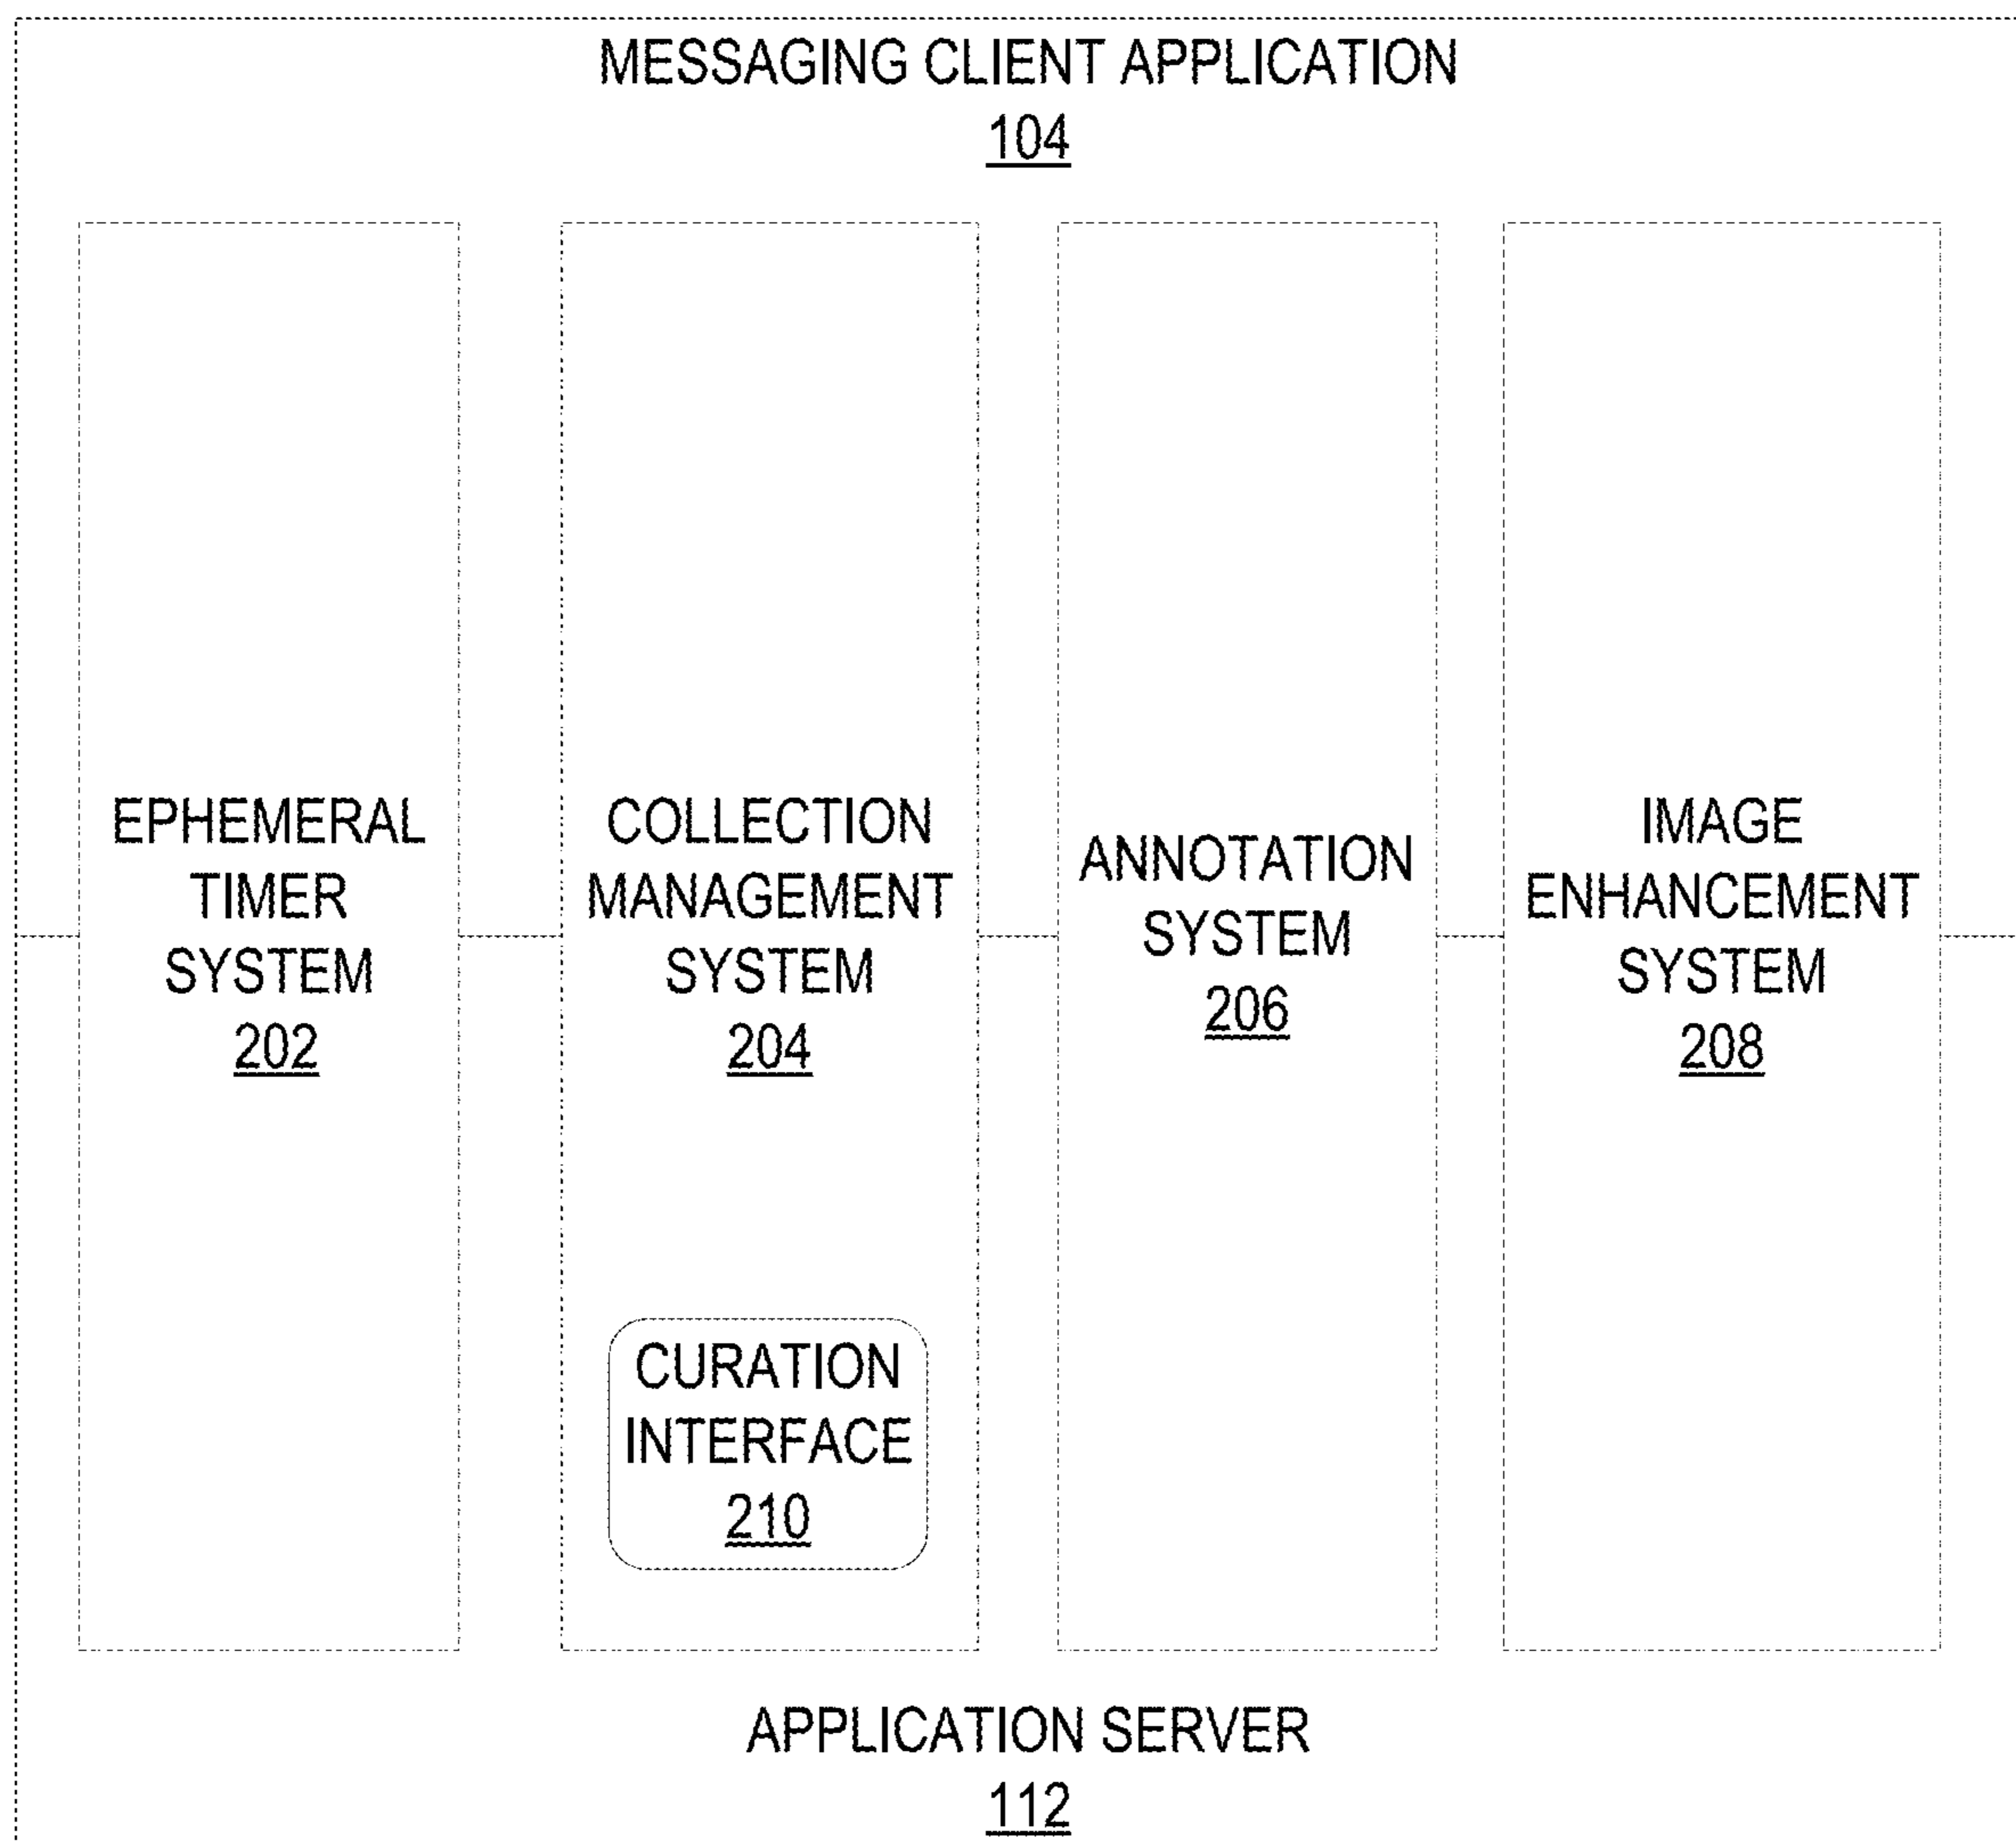 MESSAGING CLIENT APPLICATION
104
EPHEMERAL
TIMER
SYSTEM
202
COLLECTION
MANAGEMENT
SYSTEM
204
CURATION
INTERFACE
210
ANNOTATION
SYSTEM
206
IMAGE
ENHANCEMENT
SYSTEM
208
APPLICATION SERVER
112